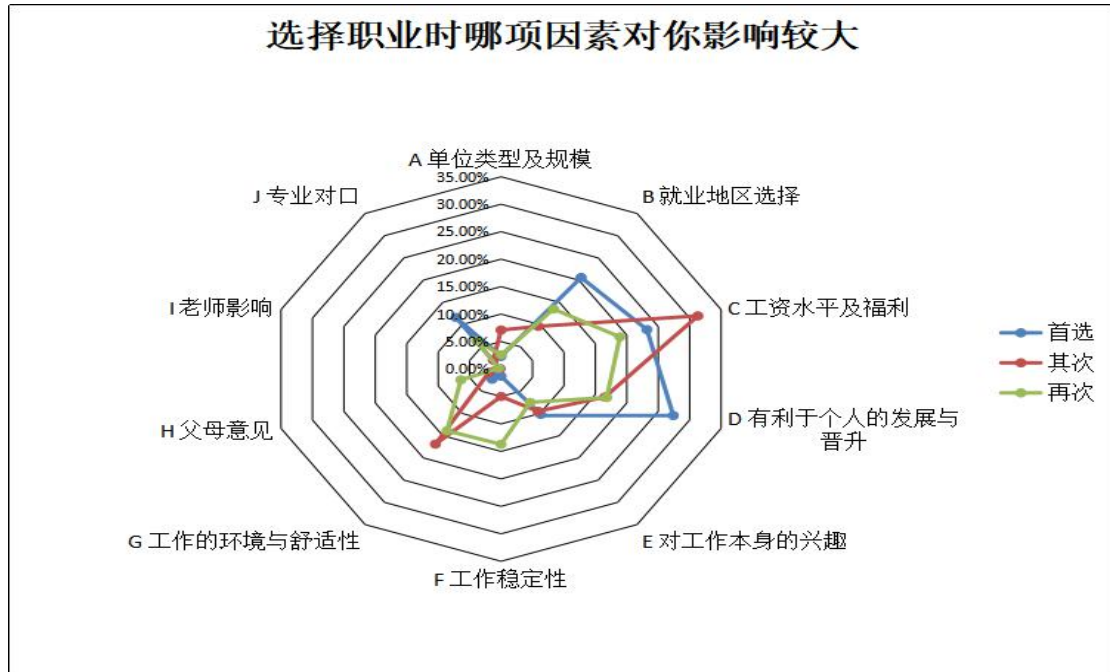 选择职业时哪项因素对你影响较大
A 单位类型及规模
35.00%
30.00%
25.00%
20.00%
15.00%
10.00%
5.00%
0.00%
B 就业地区选择
C 工资水平及福利
D 有利于个人的发展与
晋升
E 对工作本身的兴趣
F 工作稳定性
G 工作的环境与舒适性
H 父母意见
I 老师影响
J 专业对口
首选
其次
再次